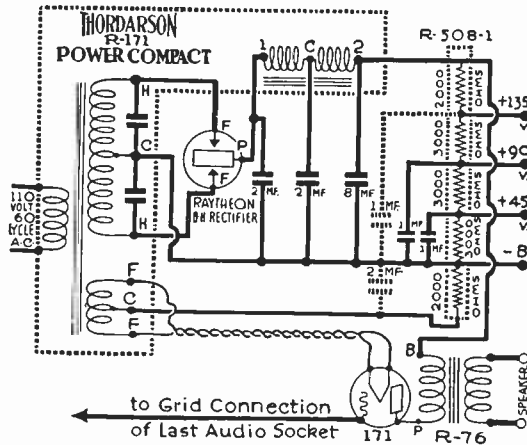 THORDARSON
R-171
POWER COMPACT
1 C 2
R-508-1
2000
OHMS
+135
V.
H
F
P
F
C
H
RAYTHEON
B-H RECTIFIER
2 MF.
2 MF.
8 MF.
1 MF.
1 MF
1 MF.
2 MF.
3000
OHMS
+90
V.
3000
OHMS
+45
V.
- B
2000
OHMS
110
VOLT
60
CYCLE
A-C.
F
C
F
B
P
SPEAKER
171
R-76
to Grid Connection
of Last Audio Socket